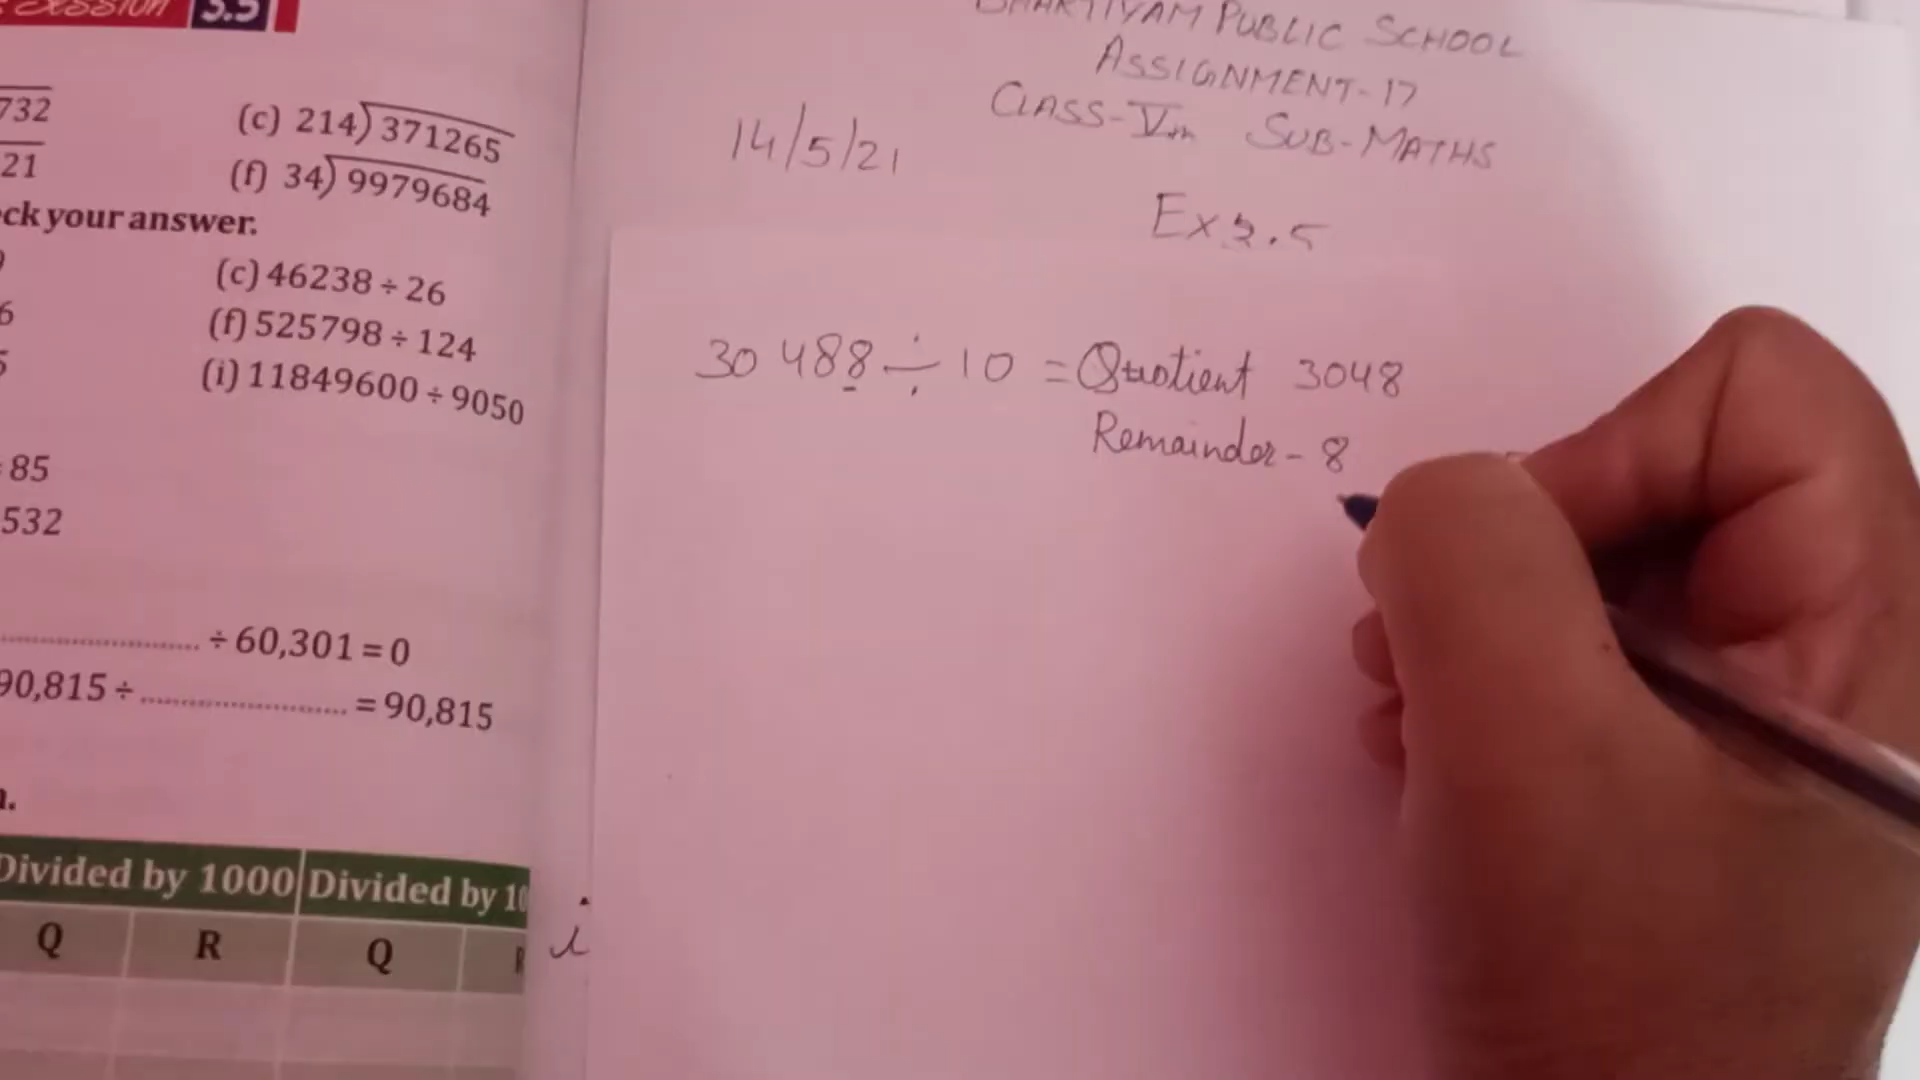 Session 3.5
732
(c) 214)371265
21
(f) 34)9979684
ck your answer.
(c) 46238 ÷ 26
6
(f) 525798 ÷ 124
5
(i) 11849600 ÷ 9050
85
532
÷ 60,301 = 0
90,815 ÷ = 90,815
Divided by 1000 Divided by 10
Q R Q R
BHARTIYAM PUBLIC SCHOOL
ASSIGNMENT-17
CLASS-Vth SUB-MATHS
14/5/21
Ex 3.5
30488 ÷ 10 = Quotient 3048
Remainder - 8
i